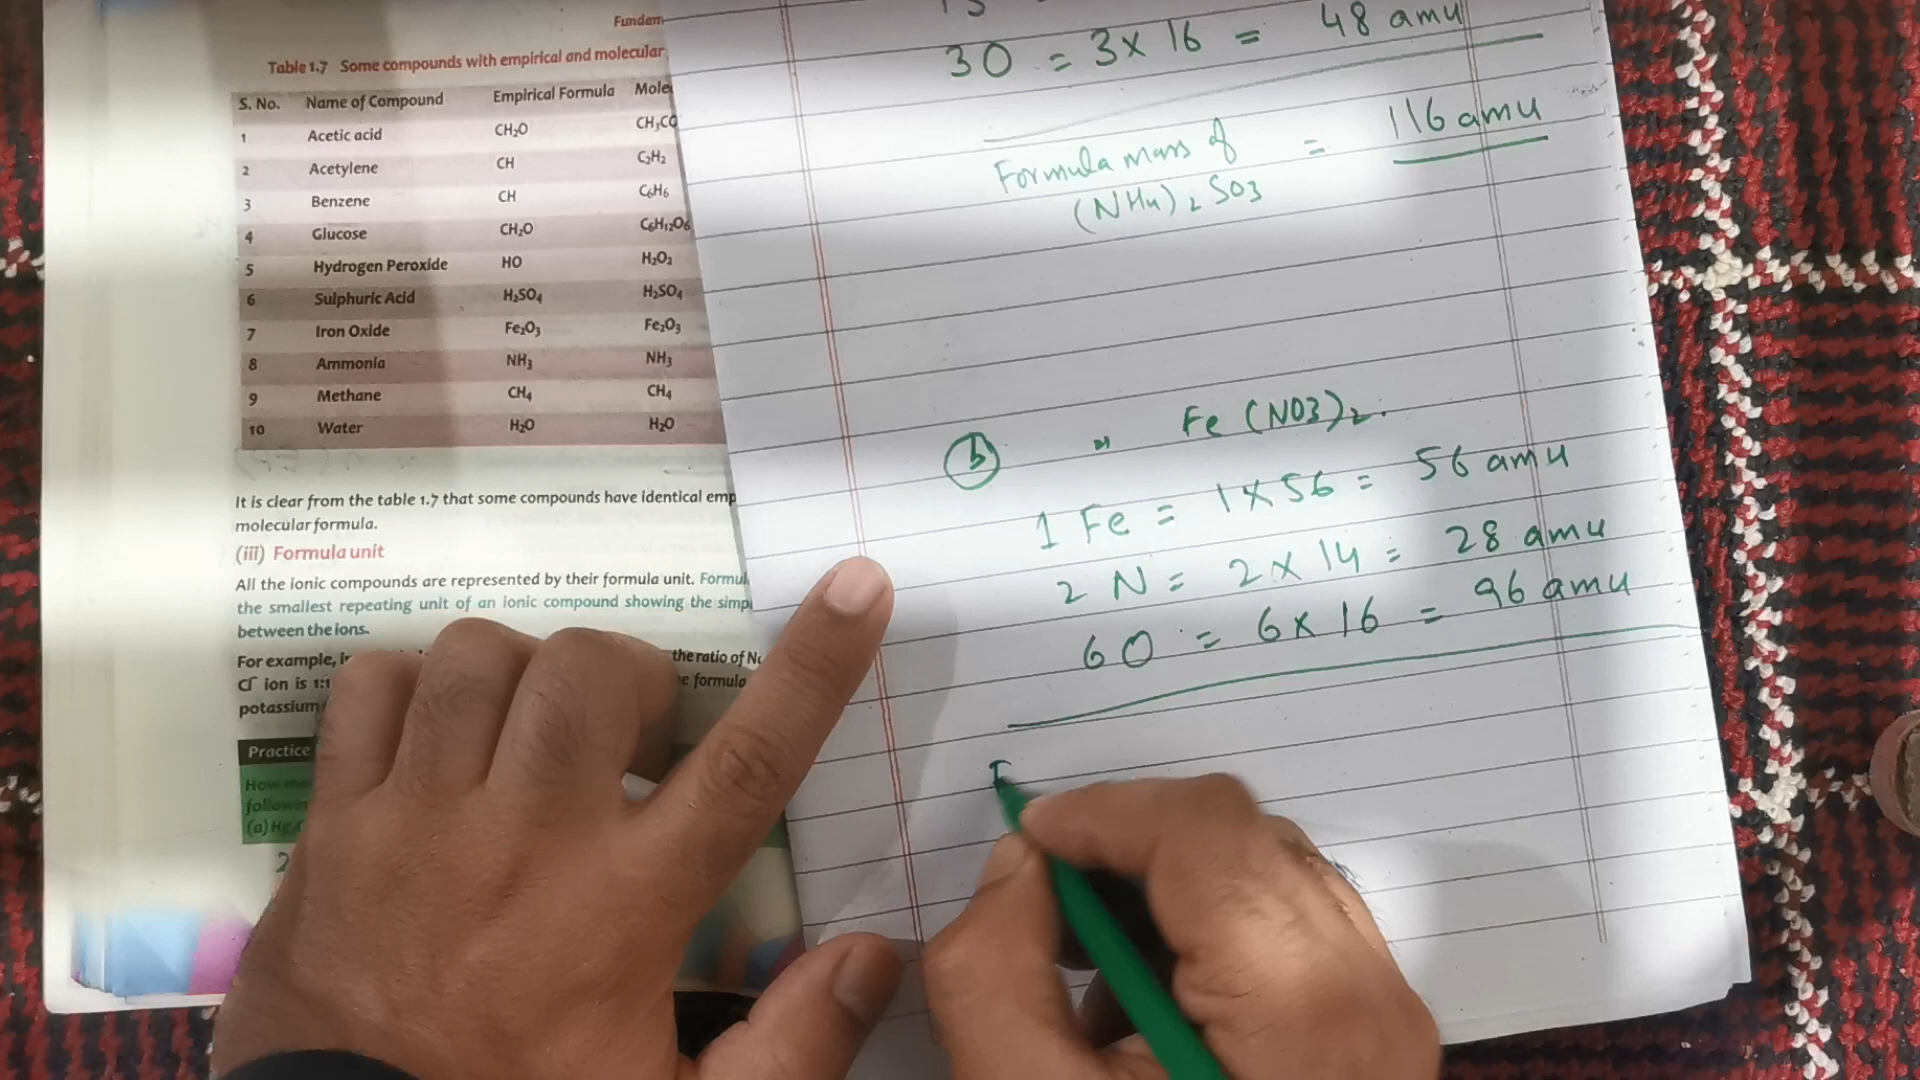 Fundam
Table 1.7 Some compounds with empirical and molecular
S. No. Name of Compound Empirical Formula Mole
1 Acetic acid CH₂O CH₃CO
2 Acetylene CH C₂H₂
3 Benzene CH C₆H₆
4 Glucose CH₂O C₆H₁₂O₆
5 Hydrogen Peroxide HO H₂O₂
6 Sulphuric Acid H₂SO₄ H₂SO₄
7 Iron Oxide Fe₂O₃ Fe₂O₃
8 Ammonia NH₃ NH₃
9 Methane CH₄ CH₄
10 Water H₂O H₂O
It is clear from the table 1.7 that some compounds have identical emp
molecular formula.
(iii) Formula unit
All the ionic compounds are represented by their formula unit. Formul
the smallest repeating unit of an ionic compound showing the simp
between the ions.
For example, the ratio of
Cl⁻ ion is 1:1 formula
potassium
Practice
How
followin
(a)
2
3O = 3 x 16 = 48 amu
Formula mass of = 116 amu
(NH₄)₂SO₃
(b) " Fe(NO3)₂.
1 Fe = 1 x 56 = 56 amu
2 N = 2 x 14 = 28 amu
6O = 6 x 16 = 96 amu